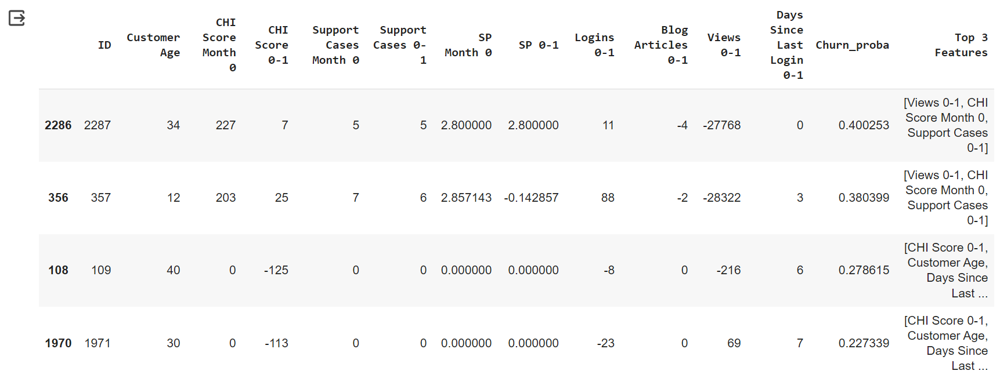 ID Customer Age CHI Score Month 0 CHI Score 0-1 Support Cases Month 0 Support Cases 0-1 SP Month 0 SP 0-1 Logins 0-1 Blog Articles 0-1 Views 0-1 Days Since Last Login 0-1 Churn_proba Top 3 Features
2286 2287 34 227 7 5 5 2.800000 2.800000 11 -4 -27768 0 0.400253 [Views 0-1, CHI Score Month 0, Support Cases 0-1]
356 357 12 203 25 7 6 2.857143 -0.142857 88 -2 -28322 3 0.380399 [Views 0-1, CHI Score Month 0, Support Cases 0-1]
108 109 40 0 -125 0 0 0.000000 0.000000 -8 0 -216 6 0.278615 [CHI Score 0-1, Customer Age, Days Since Last ...
1970 1971 30 0 -113 0 0 0.000000 0.000000 -23 0 69 7 0.227339 [CHI Score 0-1, Customer Age, Days Since Last ...